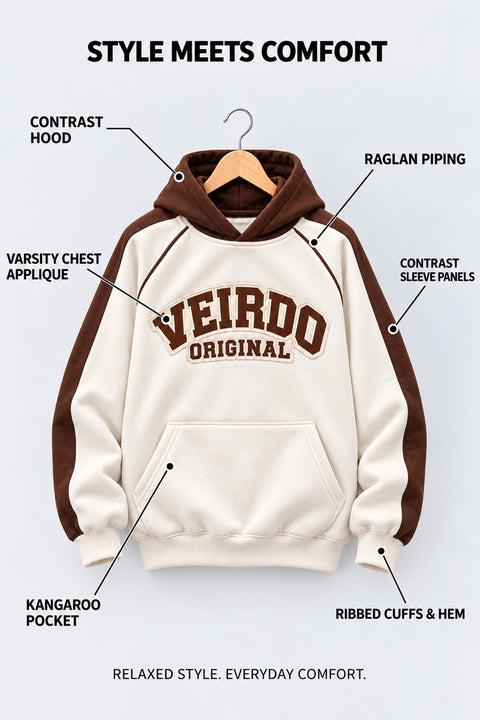 STYLE MEETS COMFORT
CONTRAST
HOOD
RAGLAN PIPING
VARSITY CHEST
APPLIQUE
CONTRAST
SLEEVE PANELS
VEIRDO
ORIGINAL
KANGAROO
POCKET
RIBBED CUFFS & HEM
RELAXED STYLE. EVERYDAY COMFORT.